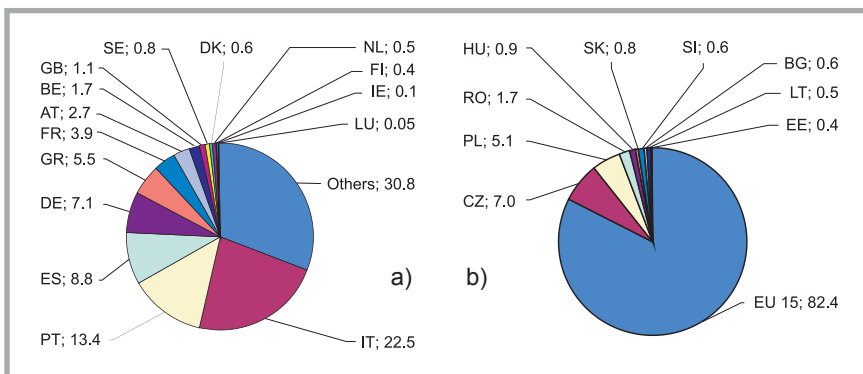 SE; 0.8
DK; 0.6
NL; 0.5
GB; 1.1
FI; 0.4
BE; 1.7
IE; 0.1
AT; 2.7
LU; 0.05
FR; 3.9
GR; 5.5
Others; 30.8
DE; 7.1
ES; 8.8
a)
PT; 13.4
IT; 22.5
HU; 0.9
SK; 0.8
SI; 0.6
BG; 0.6
RO; 1.7
LT; 0.5
PL; 5.1
EE; 0.4
CZ; 7.0
b)
EU 15; 82.4